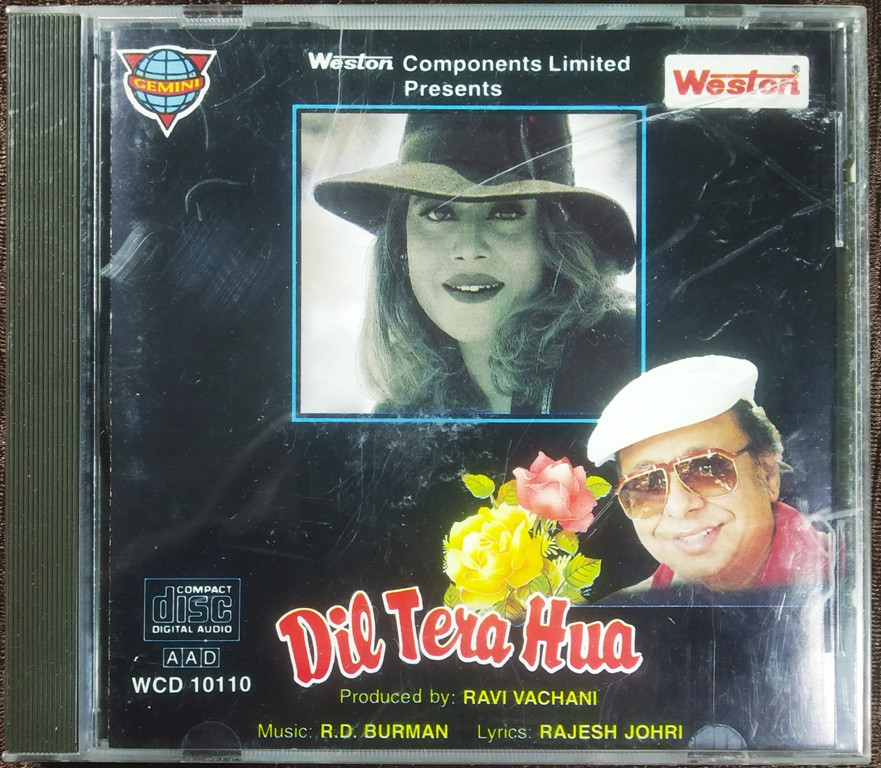 GEMINI
Weston Components Limited
Presents
Weston®
COMPACT
disc
DIGITAL AUDIO
AAD
WCD 10110
Dil Tera Hua
Produced by: RAVI VACHANI
Music: R.D. BURMAN Lyrics: RAJESH JOHRI